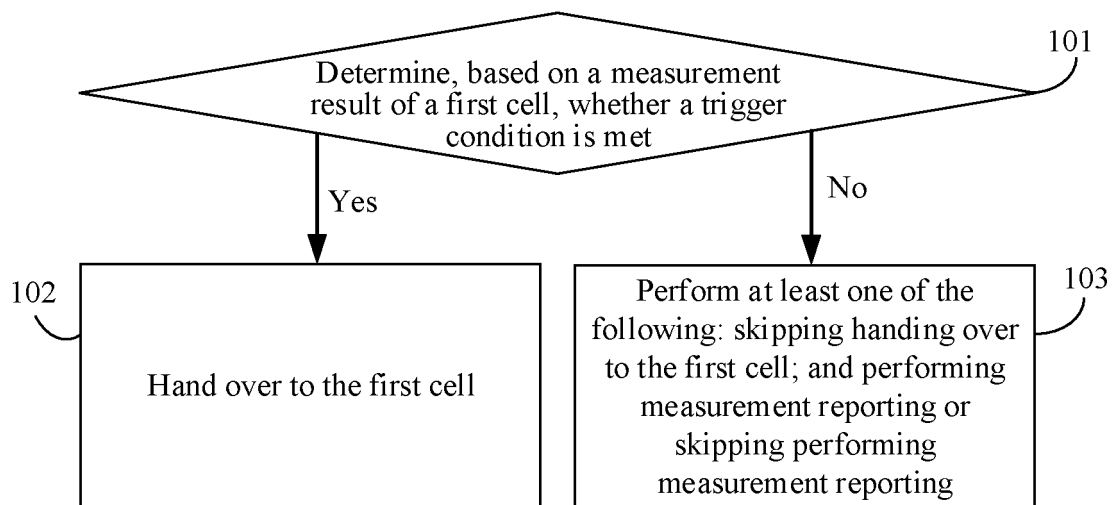 101
Determine, based on a measurement
result of a first cell, whether a trigger
condition is met
Yes
No
102
Hand over to the first cell
103
Perform at least one of the
following: skipping handing over
to the first cell; and performing
measurement reporting or
skipping performing
measurement reporting